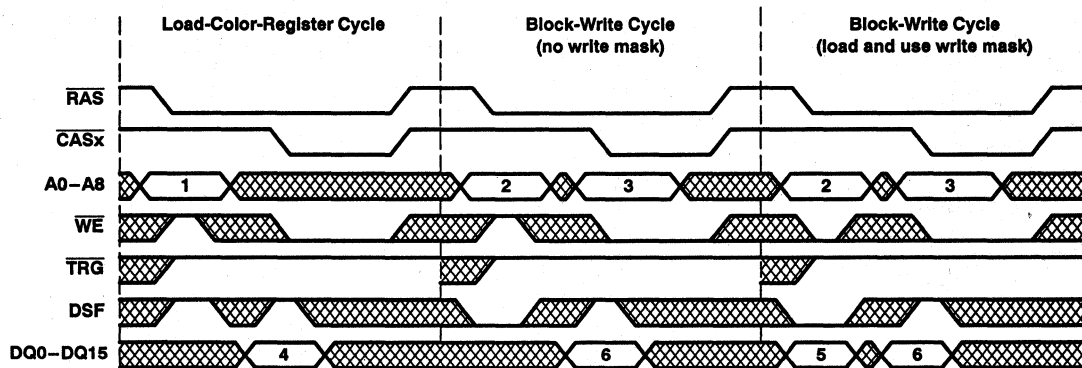 Load-Color-Register Cycle
Block-Write Cycle
(no write mask)
Block-Write Cycle
(load and use write mask)
RAS
CASx
A0–A8 1 2 3 2 3
WE
TRG
DSF
DQ0–DQ15 4 6 5 6